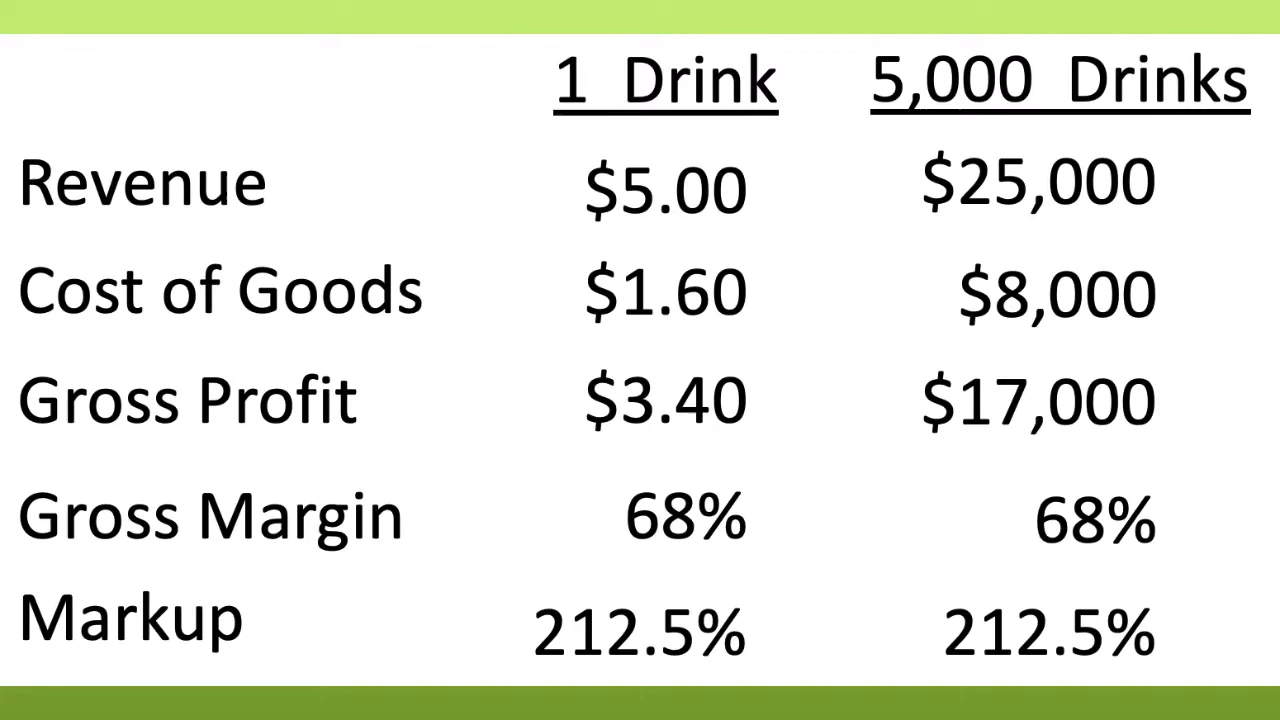 1 Drink 5,000 Drinks
Revenue $5.00 $25,000
Cost of Goods $1.60 $8,000
Gross Profit $3.40 $17,000
Gross Margin 68% 68%
Markup 212.5% 212.5%